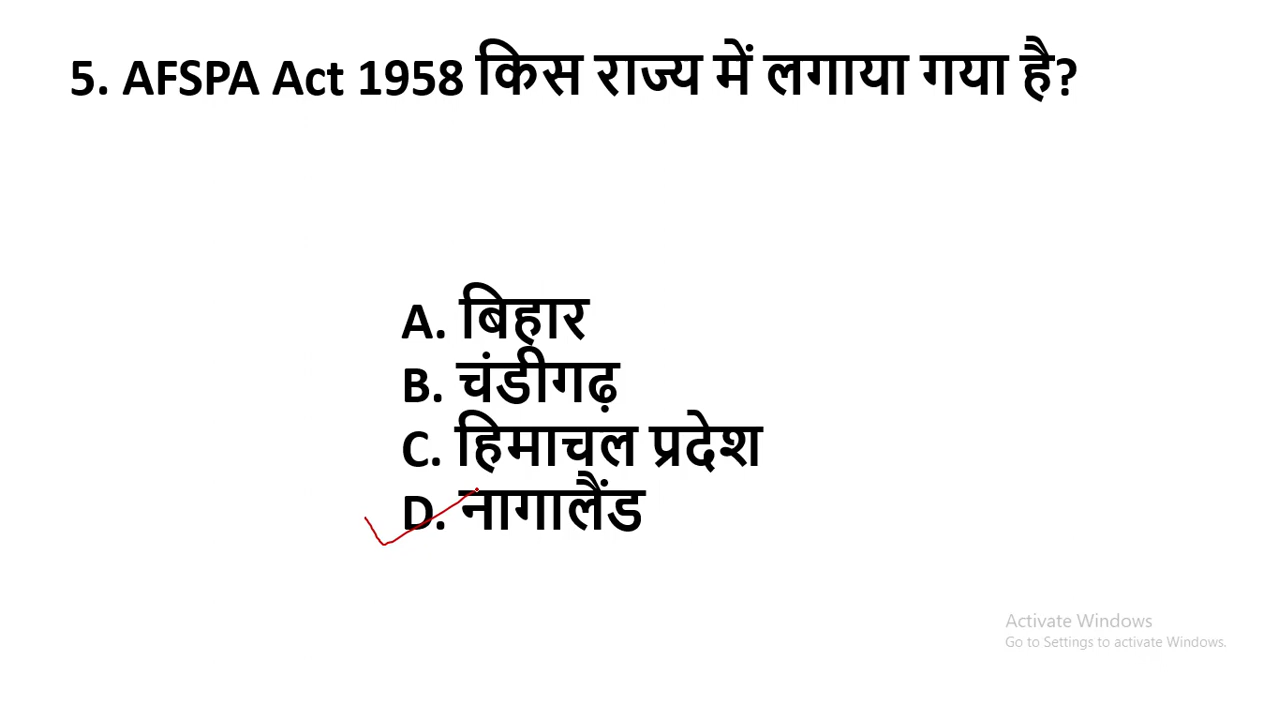 5. AFSPA Act 1958 किस राज्य में लगाया गया है?
A. बिहार
B. चंडीगढ़
C. हिमाचल प्रदेश
D. नागालैंड
Activate Windows
Go to Settings to activate Windows.